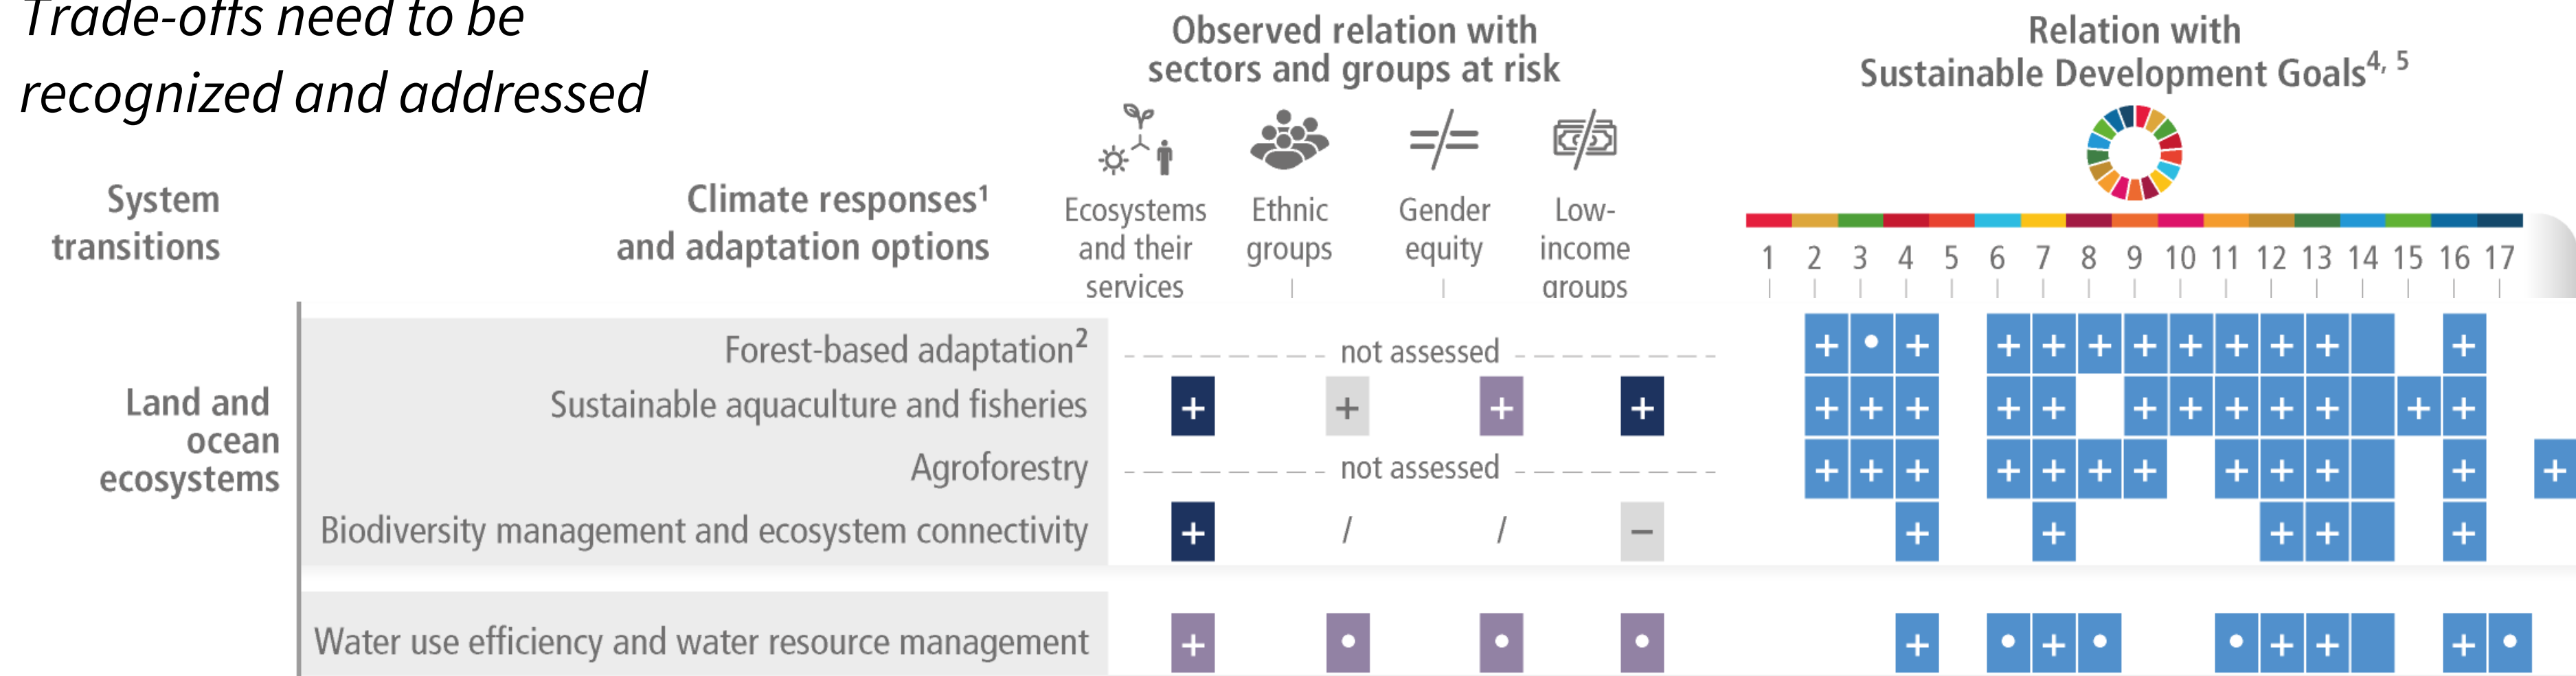 Trade-offs need to be
recognized and addressed
Observed relation with
sectors and groups at risk
Relation with
Sustainable Development Goals4, 5
System
transitions
Climate responses¹
and adaptation options
Ecosystems
and their
services
Ethnic
groups
Gender
equity
Low-
income
groups
1 2 3 4 5 6 7 8 9 10 11 12 13 14 15 16 17
Land and
ocean
ecosystems
Forest-based adaptation² not assessed + • + + + + + + + + + +
Sustainable aquaculture and fisheries + + + + + + + + + + + + + + + +
Agroforestry not assessed + + + + + + + + + + + +
Biodiversity management and ecosystem connectivity + / / − + + + + +
Water use efficiency and water resource management + • • • + • + • • + + + •